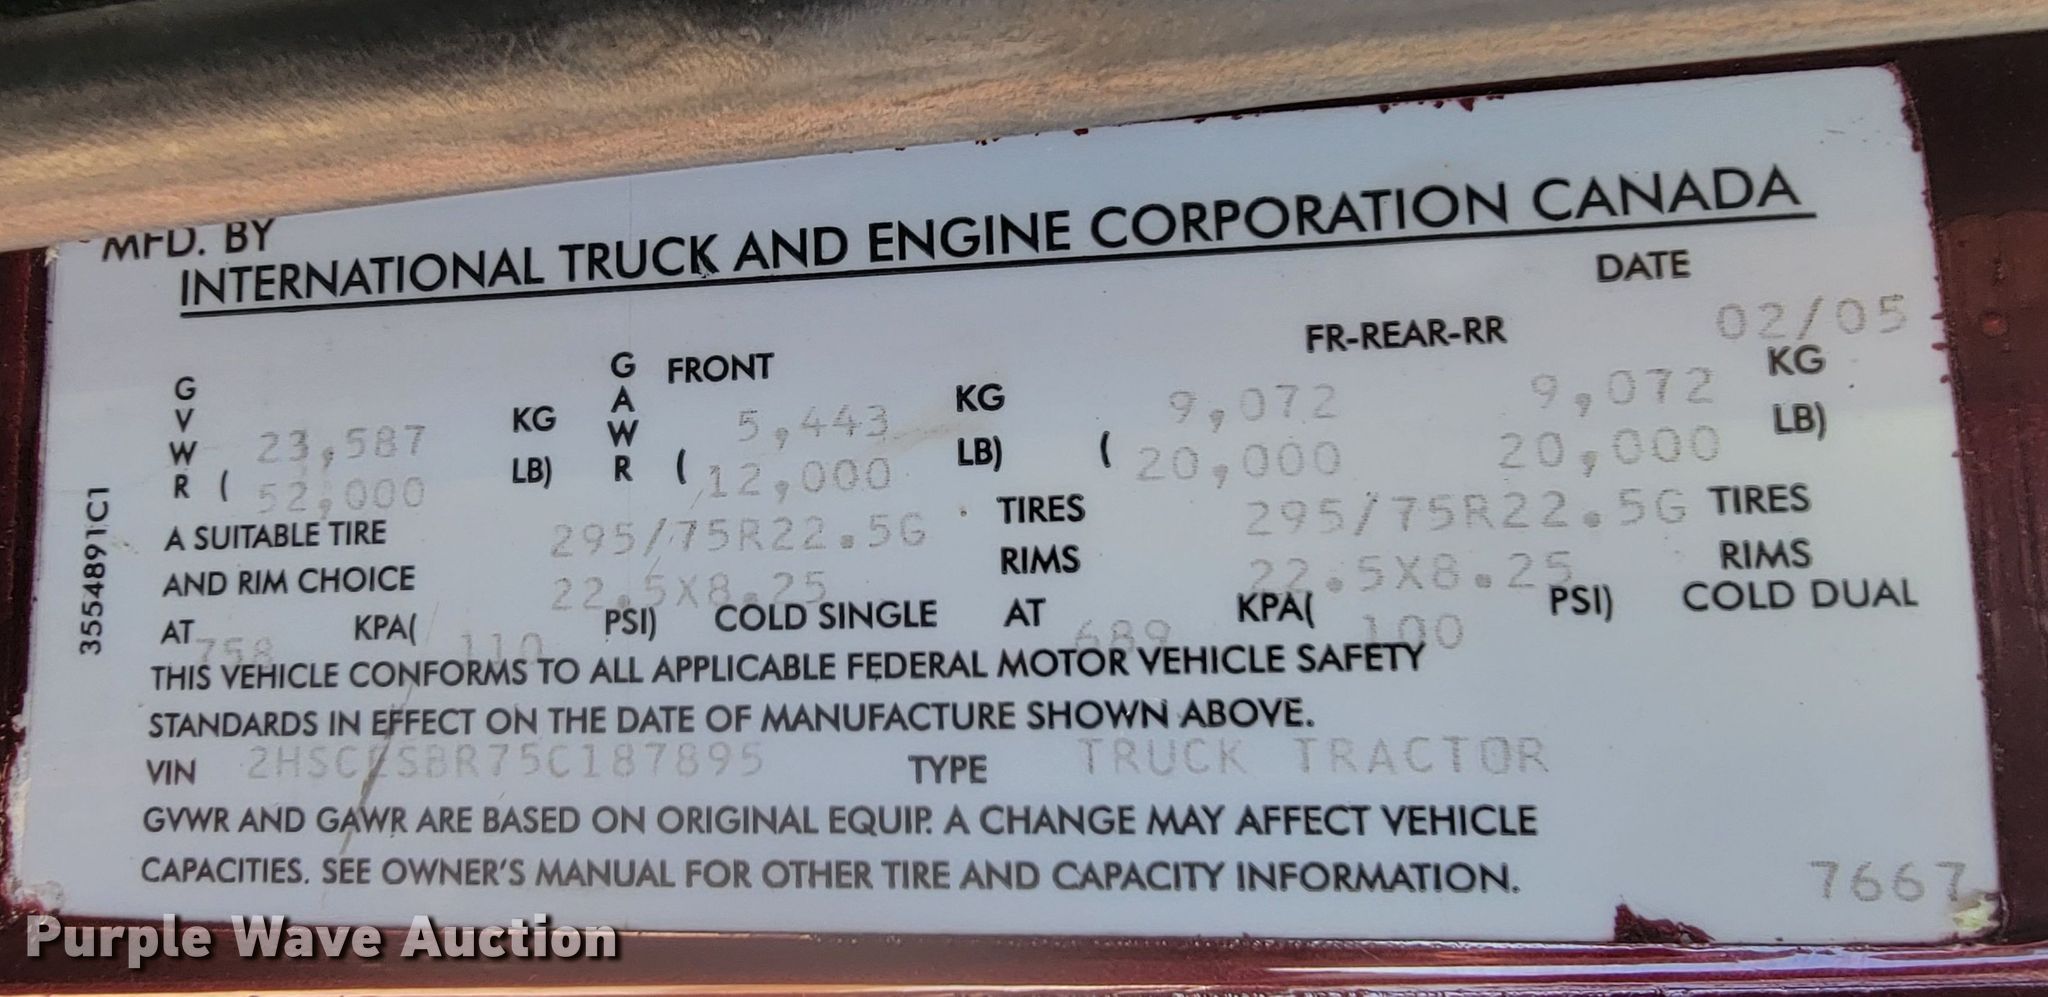 MFD. BY
INTERNATIONAL TRUCK AND ENGINE CORPORATION CANADA
DATE
02/05
GVWR
23,587 KG
( 52,000 LB)
GAWR
FRONT
5,443 KG
( 12,000 LB)
FR-REAR-RR
9,072 9,072 KG
( 20,000 20,000 LB)
A SUITABLE TIRE 295/75R22.5G TIRES 295/75R22.5G TIRES
AND RIM CHOICE 22.5X8.25 RIMS 22.5X8.25 RIMS
AT 758 KPA( 110 PSI) COLD SINGLE AT 689 KPA( 100 PSI) COLD DUAL
THIS VEHICLE CONFORMS TO ALL APPLICABLE FEDERAL MOTOR VEHICLE SAFETY
STANDARDS IN EFFECT ON THE DATE OF MANUFACTURE SHOWN ABOVE.
VIN TYPE TRUCK TRACTOR
GVWR AND GAWR ARE BASED ON ORIGINAL EQUIP. A CHANGE MAY AFFECT VEHICLE
CAPACITIES. SEE OWNER'S MANUAL FOR OTHER TIRE AND CAPACITY INFORMATION.
7667
3554891C1
Purple Wave Auction